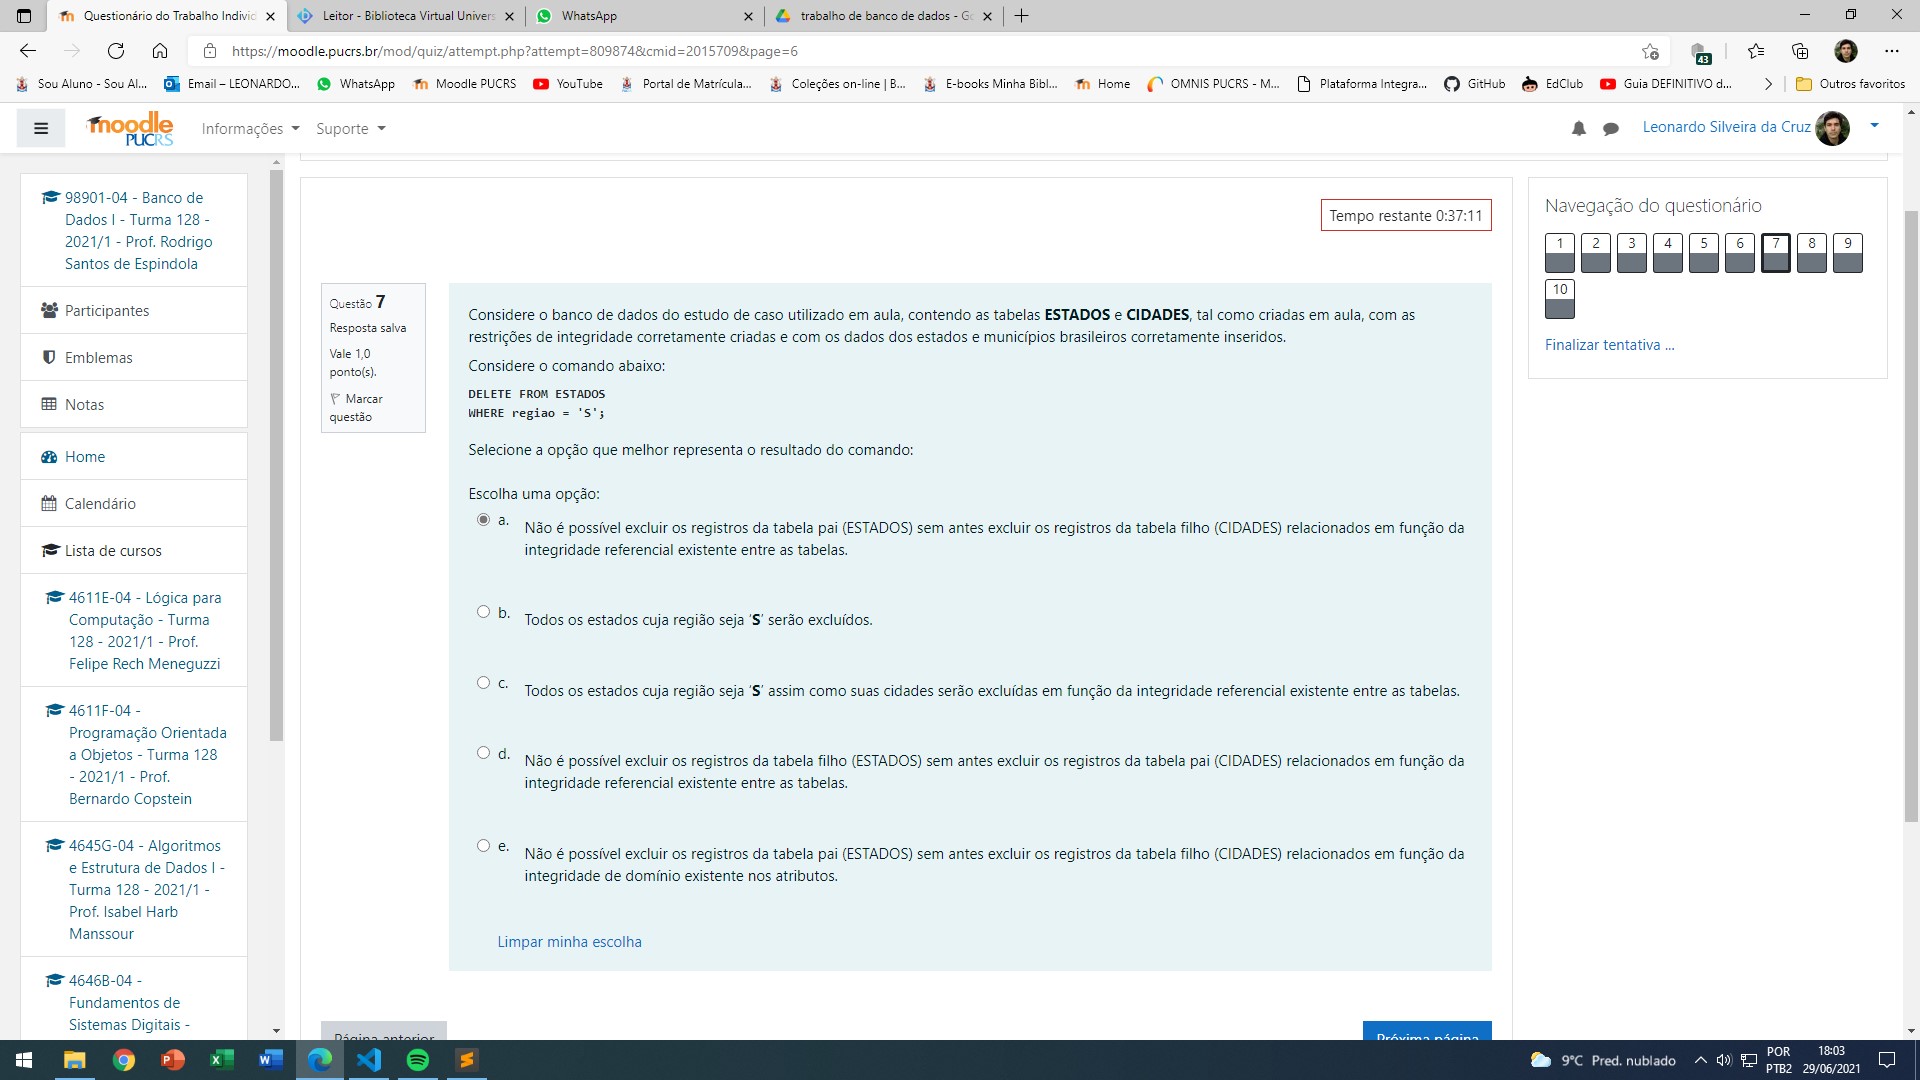 Questionário do Trabalho Individ
Leitor - Biblioteca Virtual Univers
WhatsApp
trabalho de banco de dados - Go
https://moodle.pucrs.br/mod/quiz/attempt.php?attempt=809874&cmid=2015709&page=6
43
Sou Aluno - Sou Al...
Email – LEONARDO...
WhatsApp
Moodle PUCRS
YouTube
Portal de Matrícula...
Coleções on-line | B...
E-books Minha Bibl...
Home
OMNIS PUCRS - M...
Plataforma Integra...
GitHub
EdClub
Guia DEFINITIVO d...
Outros favoritos
moodle
PUCRS
Informações
Suporte
Leonardo Silveira da Cruz
98901-04 - Banco de
Dados I - Turma 128 -
2021/1 - Prof. Rodrigo
Santos de Espindola
Participantes
Emblemas
Notas
Home
Calendário
Lista de cursos
4611E-04 - Lógica para
Computação - Turma
128 - 2021/1 - Prof.
Felipe Rech Meneguzzi
4611F-04 -
Programação Orientada
a Objetos - Turma 128
- 2021/1 - Prof.
Bernardo Copstein
4645G-04 - Algoritmos
e Estrutura de Dados I -
Turma 128 - 2021/1 -
Prof. Isabel Harb
Manssour
4646B-04 -
Fundamentos de
Sistemas Digitais -
Tempo restante 0:37:11
Questão 7
Resposta salva
Vale 1,0
ponto(s).
Marcar
questão
Considere o banco de dados do estudo de caso utilizado em aula, contendo as tabelas ESTADOS e CIDADES, tal como criadas em aula, com as
restrições de integridade corretamente criadas e com os dados dos estados e municípios brasileiros corretamente inseridos.
Considere o comando abaixo:
DELETE FROM ESTADOS
WHERE regiao = 'S';
Selecione a opção que melhor representa o resultado do comando:
Escolha uma opção:
a. Não é possível excluir os registros da tabela pai (ESTADOS) sem antes excluir os registros da tabela filho (CIDADES) relacionados em função da
integridade referencial existente entre as tabelas.
b. Todos os estados cuja região seja ‘S’ serão excluídos.
c. Todos os estados cuja região seja ‘S’ assim como suas cidades serão excluídas em função da integridade referencial existente entre as tabelas.
d. Não é possível excluir os registros da tabela filho (ESTADOS) sem antes excluir os registros da tabela pai (CIDADES) relacionados em função da
integridade referencial existente entre as tabelas.
e. Não é possível excluir os registros da tabela pai (ESTADOS) sem antes excluir os registros da tabela filho (CIDADES) relacionados em função da
integridade de domínio existente nos atributos.
Limpar minha escolha
Página anterior
Próxima página
Navegação do questionário
1 2 3 4 5 6 7 8 9
10
Finalizar tentativa ...
9°C Pred. nublado
POR
PTB2
18:03
29/06/2021